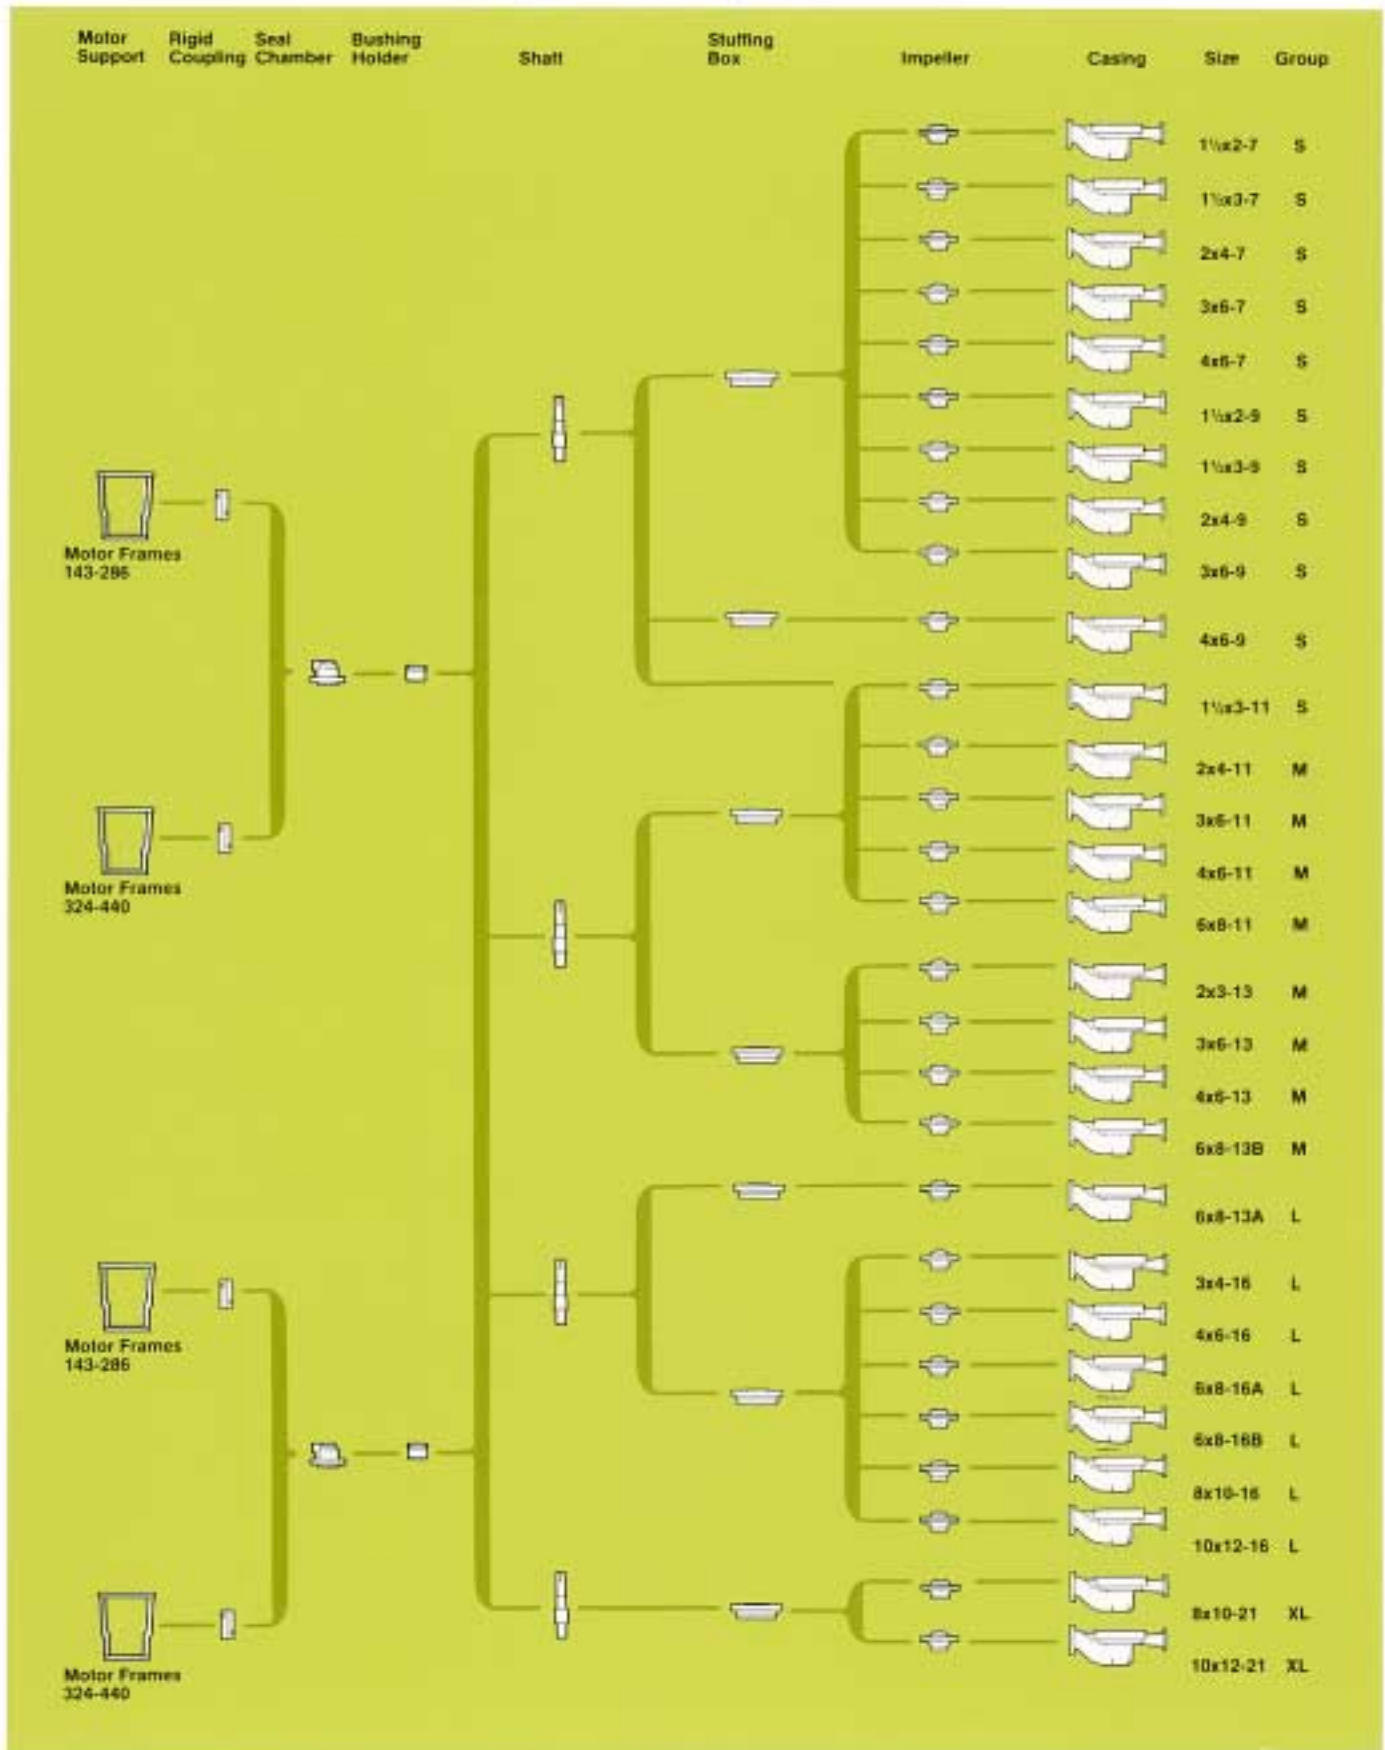 Motor Support
Rigid Coupling
Seal Chamber
Bushing Holder
Shaft
Stuffing Box
Impeller
Casing
Size
Group
1½x2-7 S
1½x3-7 S
2x4-7 S
3x6-7 S
4x6-7 S
1½x2-9 S
1½x3-9 S
2x4-9 S
3x6-9 S
4x6-9 S
1½x3-11 S
2x4-11 M
3x6-11 M
4x6-11 M
6x8-11 M
2x3-13 M
3x6-13 M
4x6-13 M
6x8-13B M
6x8-13A L
3x4-16 L
4x6-16 L
6x8-16A L
6x8-16B L
8x10-16 L
10x12-16 L
8x10-21 XL
10x12-21 XL
Motor Frames
143-286
Motor Frames
324-440
Motor Frames
143-286
Motor Frames
324-440